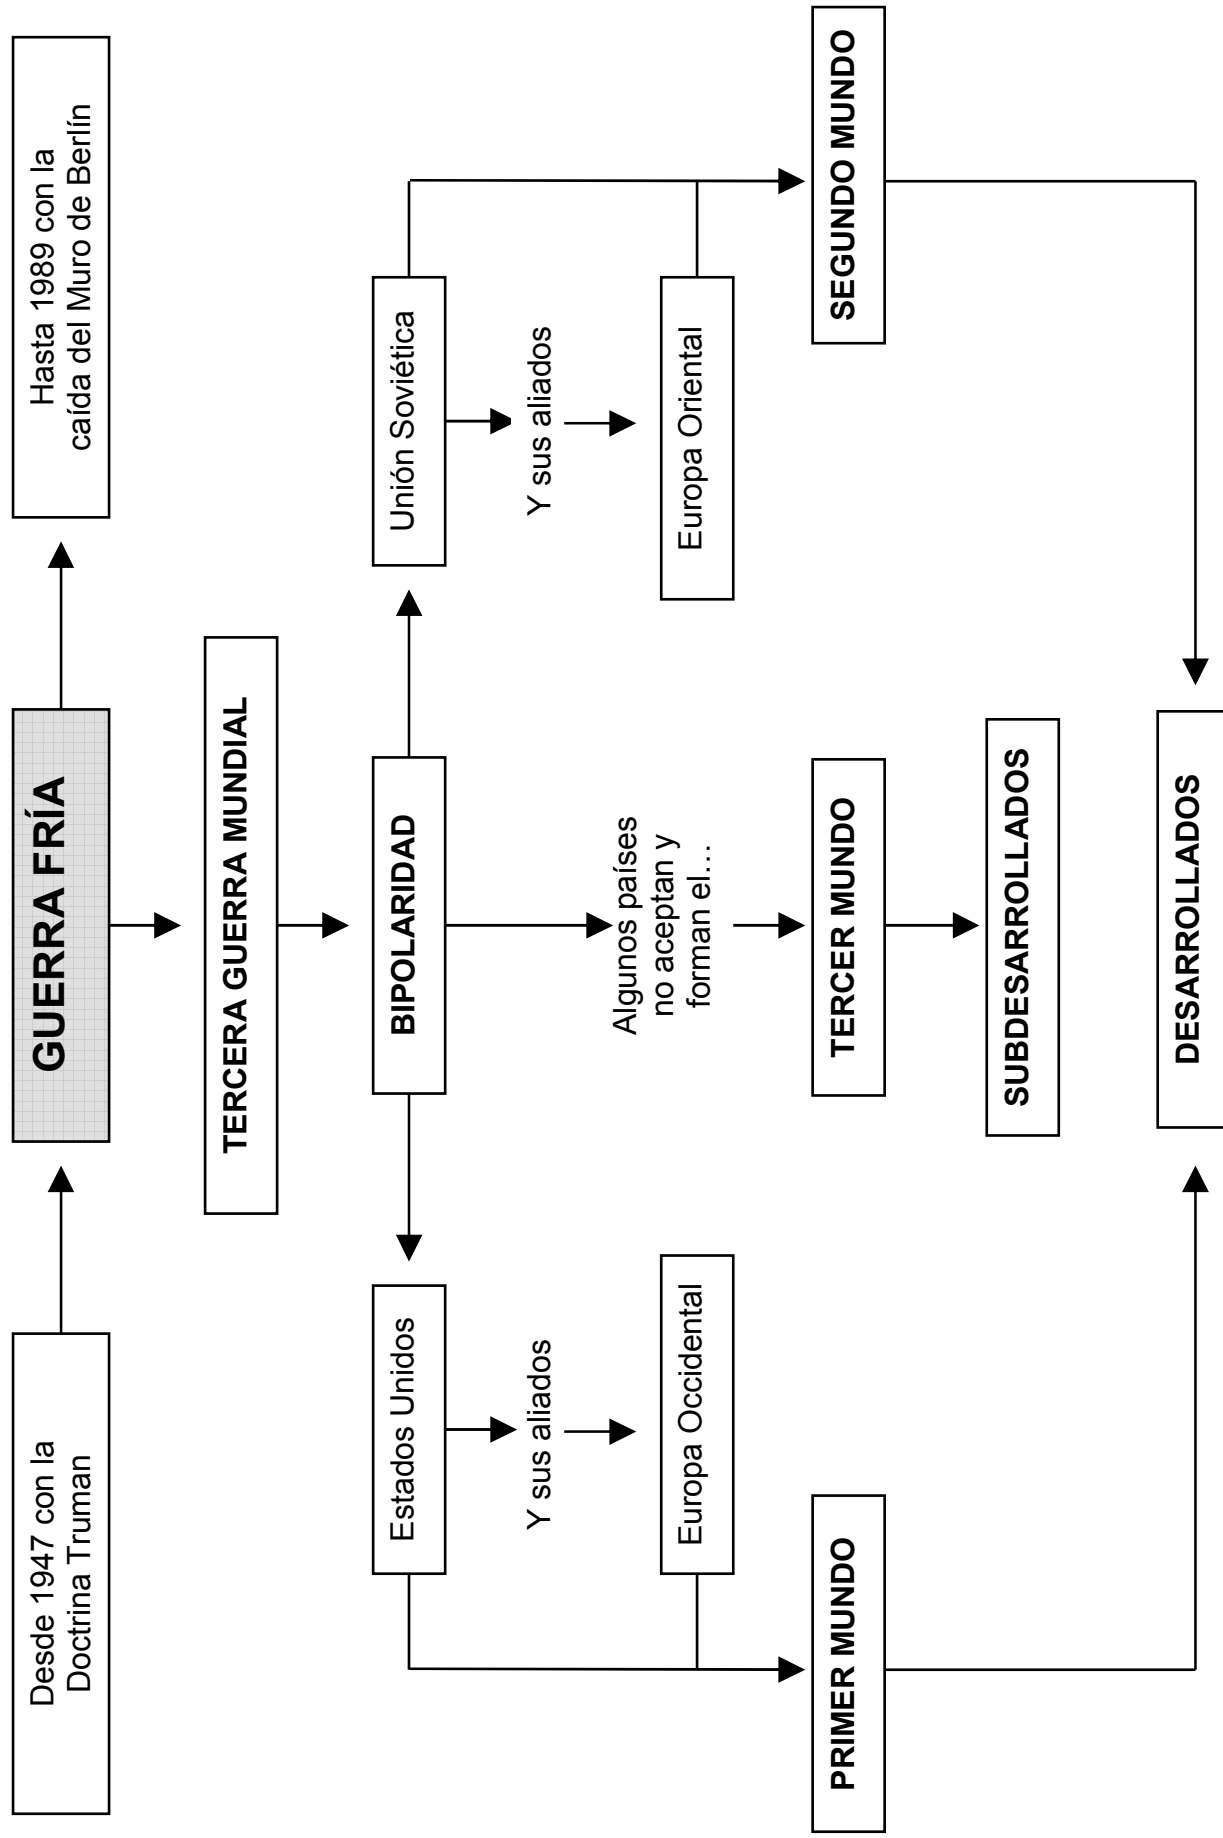 Desde 1947 con la
Doctrina Truman
GUERRA FRÍA
Hasta 1989 con la
caída del Muro de Berlín
TERCERA GUERRA MUNDIAL
BIPOLARIDAD
Estados Unidos
Unión Soviética
Y sus aliados
Y sus aliados
Algunos países
no aceptan y
forman el…
Europa Occidental
Europa Oriental
PRIMER MUNDO
TERCER MUNDO
SEGUNDO MUNDO
SUBDESARROLLADOS
DESARROLLADOS